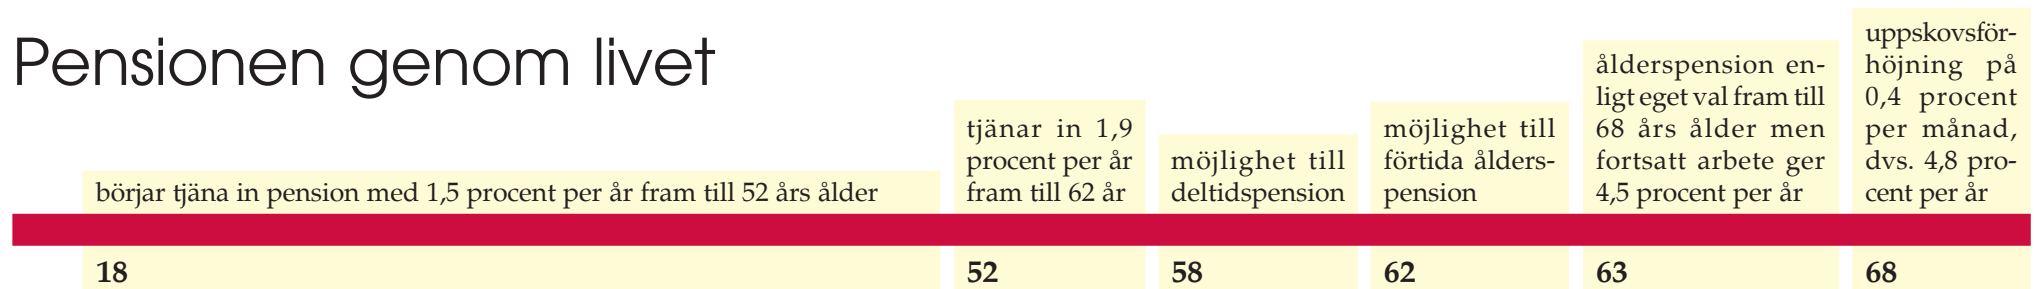 Pensionen genom livet
börjar tjäna in pension med 1,5 procent per år fram till 52 års ålder
18
tjänar in 1,9
procent per år
fram till 62 år
52
möjlighet till
deltidspension
58
möjlighet till
förtida ålders-
pension
62
ålderspension en-
ligt eget val fram till
68 års ålder men
fortsatt arbete ger
4,5 procent per år
63
uppskovsför-
höjning på
0,4 procent
per månad,
dvs. 4,8 pro-
cent per år
68